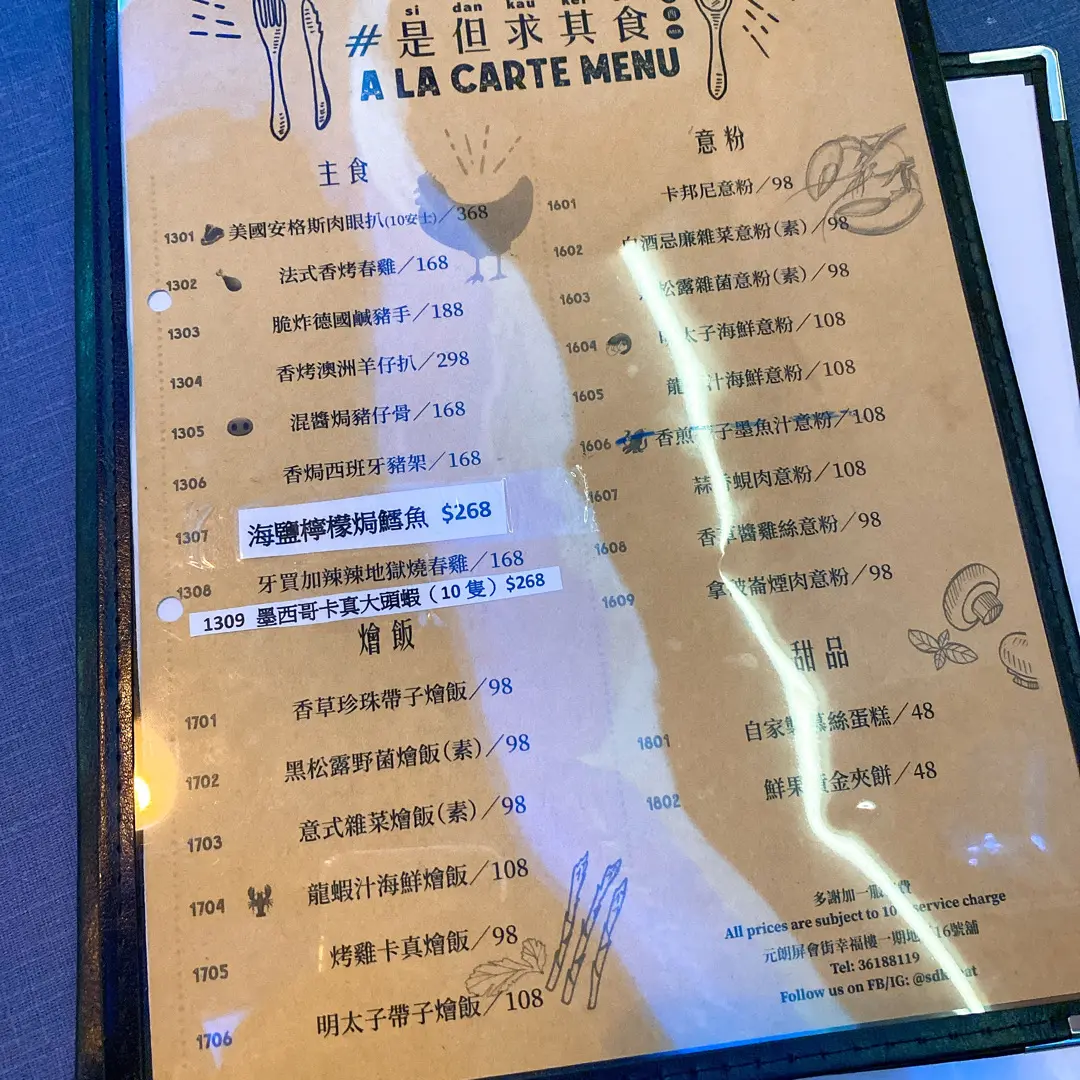 si dan kau kei
#是但求其食
A LA CARTE MENU
主食
1301 美國安格斯肉眼扒(10安士)/368
1302 法式香烤春雞/168
1303 脆炸德國鹹豬手/188
1304 香烤澳洲羊仔扒/298
1305 混醬焗豬仔骨/168
1306 香焗西班牙豬架/168
1307 海鹽檸檬焗鱈魚 $268
1308 牙買加辣辣地獄燒春雞/168
1309 墨西哥卡真大頭蝦(10隻)$268
燴飯
1701 香草珍珠帶子燴飯/98
1702 黑松露野菌燴飯(素)/98
1703 意式雜菜燴飯(素)/98
1704 龍蝦汁海鮮燴飯/108
1705 烤雞卡真燴飯/98
1706 明太子帶子燴飯/108
意粉
1601 卡邦尼意粉/98
1602 白酒忌廉雜菜意粉(素)/98
1603 松露雜菌意粉(素)/98
1604 明太子海鮮意粉/108
1605 龍汁海鮮意粉/108
1606 香煎子墨魚汁意粉/108
1607 蒜香蜆肉意粉/108
1608 香草醬雞絲意粉/98
1609 拿破崙煙肉意粉/98
甜品
1801 自家絲蛋糕/48
1802 鮮果黃金夾餅/48
多謝加一服務費
All prices are subject to 10% service charge
元朗屏會街幸福樓一期地16號舖
Tel: 36188119
Follow us on FB/IG: